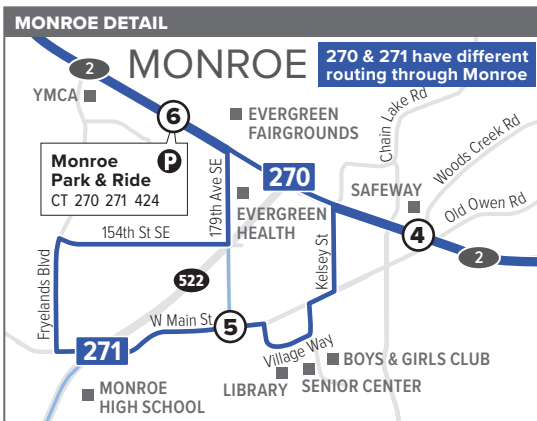 MONROE DETAIL
2
MONROE
270 & 271 have different
routing through Monroe
YMCA
6
EVERGREEN
FAIRGROUNDS
Chain Lake Rd
Woods Creek Rd
Monroe
Park & Ride
CT 270 271 424
P
179th Ave SE
270
SAFEWAY
Old Owen Rd
EVERGREEN
HEALTH
4
154th St SE
2
Fryelands Blvd
522
Kelsey St
W Main St
5
271
Village Way
BOYS & GIRLS CLUB
LIBRARY
SENIOR CENTER
MONROE
HIGH SCHOOL